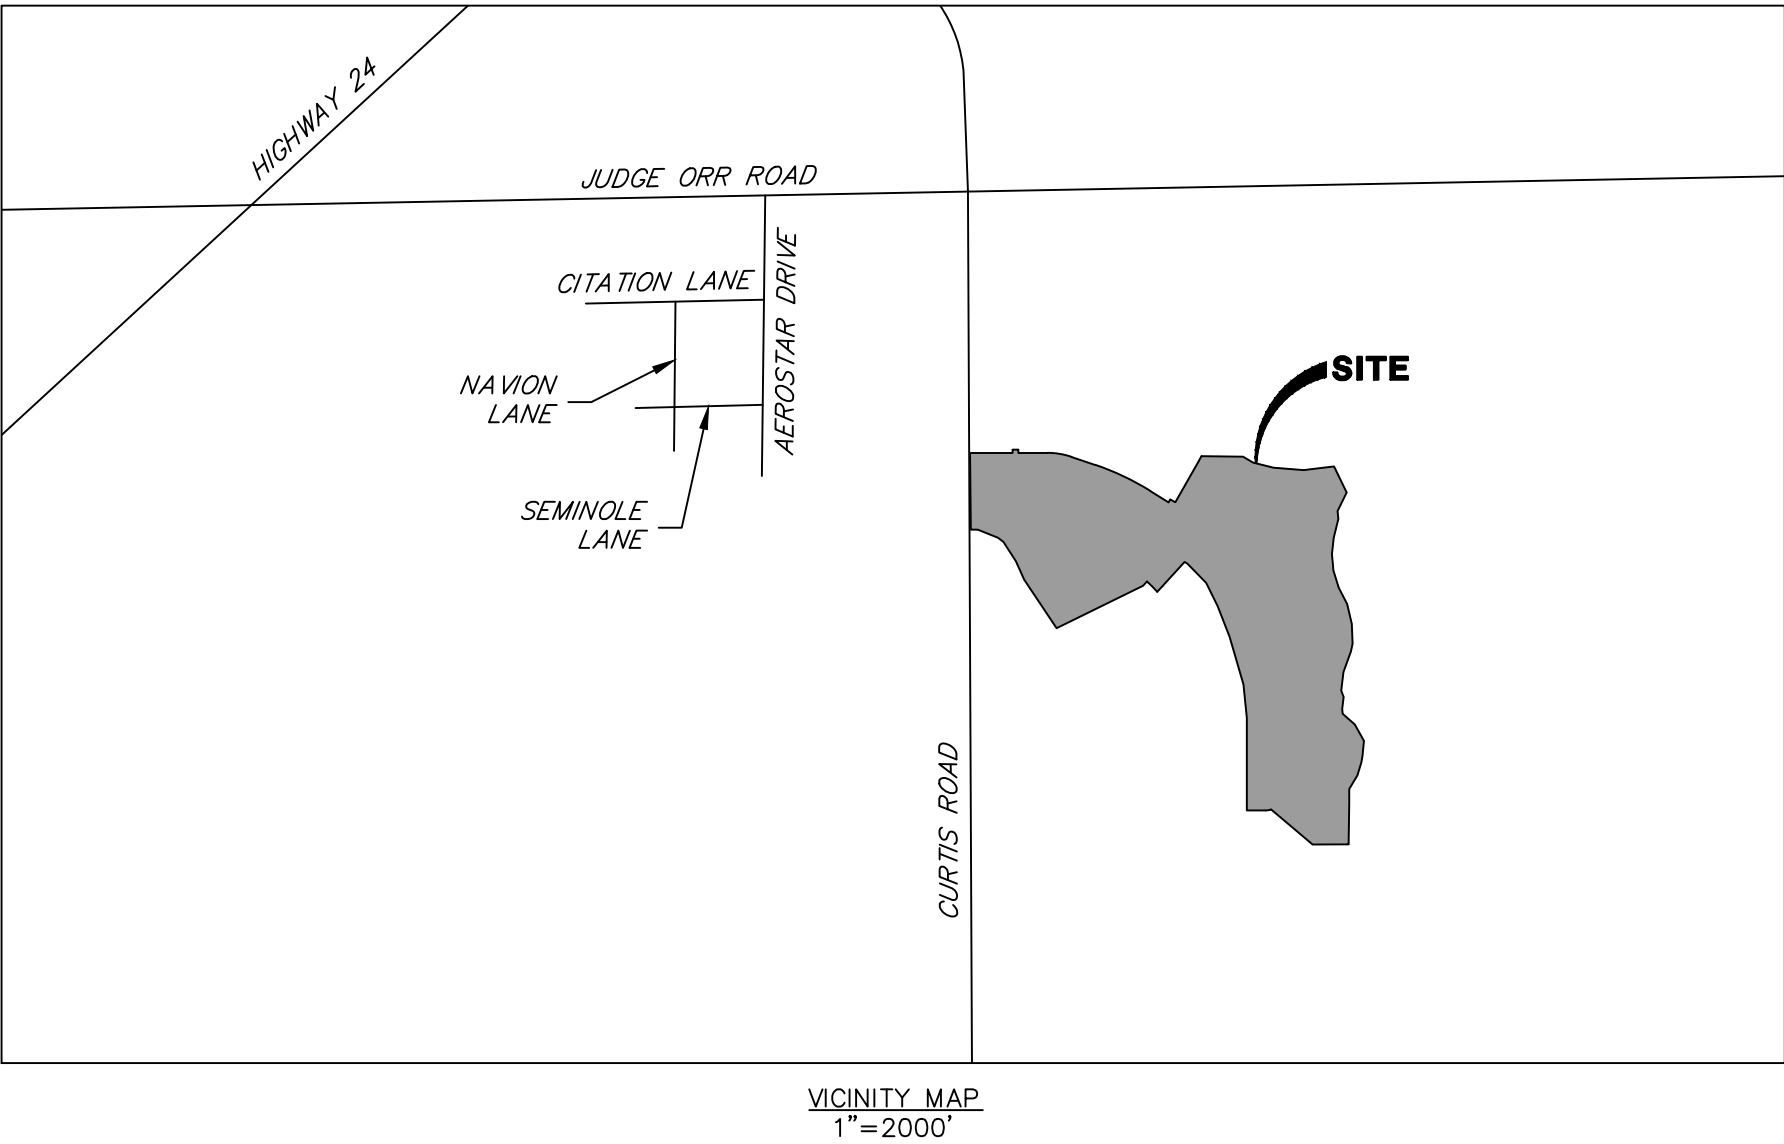 HIGHWAY 24
JUDGE ORR ROAD
CITATION LANE
AEROSTAR DRIVE
NAVION
LANE
SEMINOLE
LANE
SITE
CURTIS ROAD
VICINITY MAP
1"=2000'